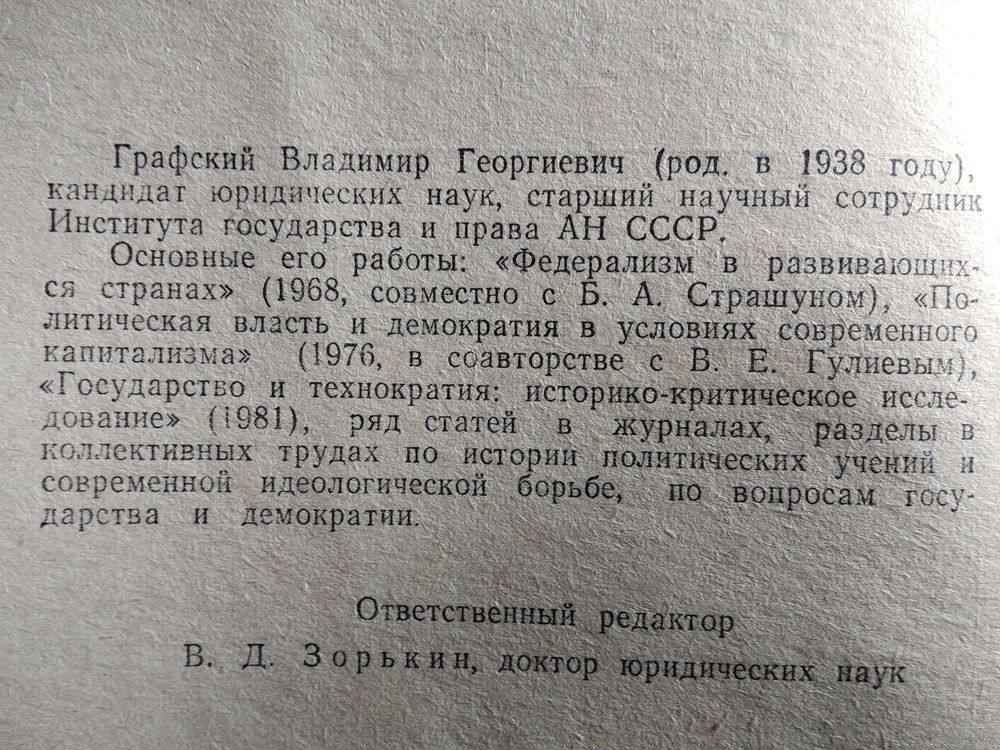 Графский Владимир Георгиевич (род. в 1938 году),
кандидат юридических наук, старший научный сотрудник
Института государства и права АН СССР.
Основные его работы: «Федерализм в развивающих-
ся странах» (1968, совместно с Б. А. Страшуном), «По-
литическая власть и демократия в условиях современного
капитализма» (1976, в соавторстве с В. Е. Гулиевым),
«Государство и технократия: историко-критическое иссле-
дование» (1981), ряд статей в журналах, разделы в
коллективных трудах по истории политических учений и
современной идеологической борьбе, по вопросам госу-
дарства и демократии.
Ответственный редактор
В. Д. Зорькин, доктор юридических наук